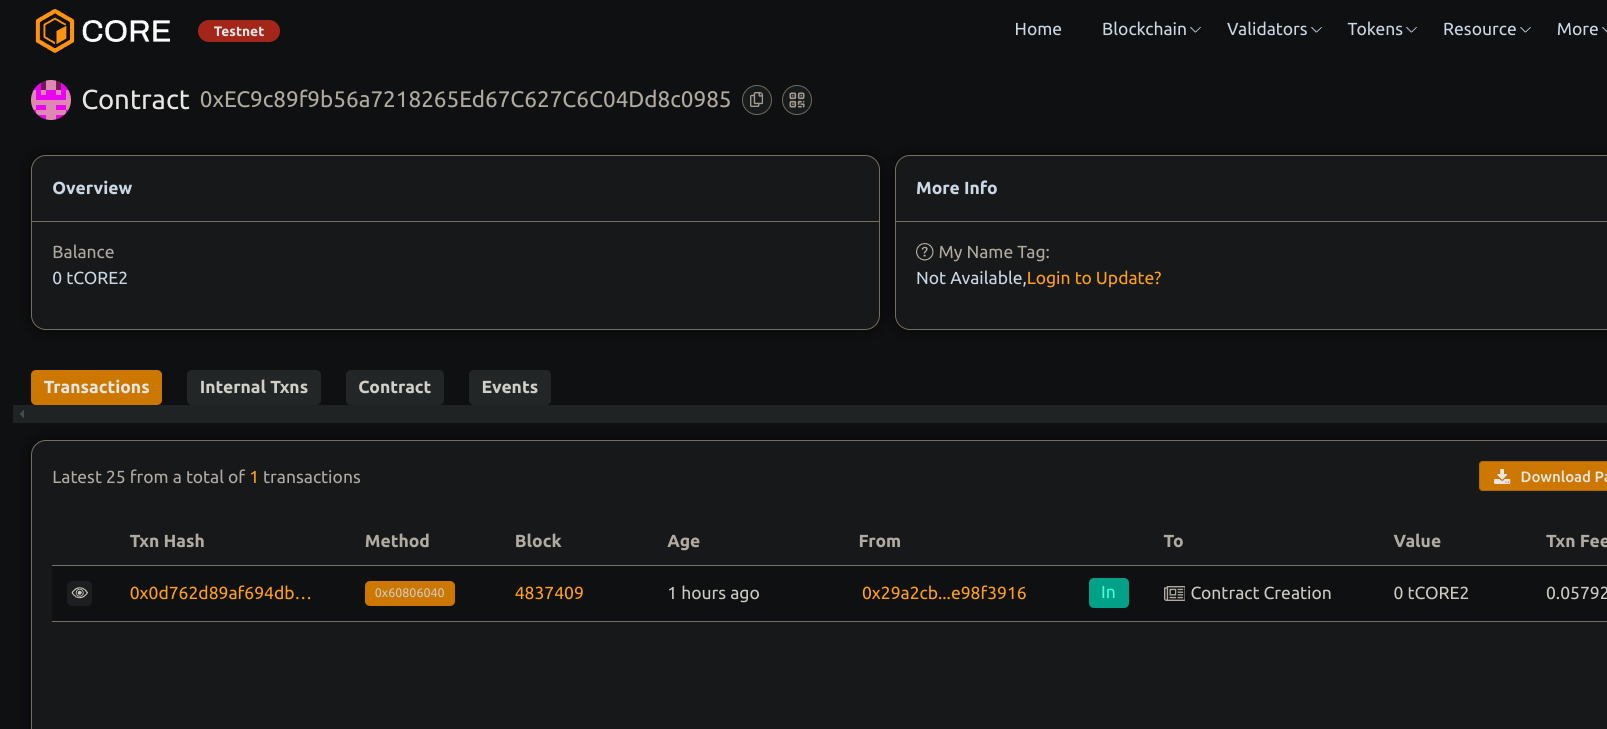 CORE Testnet Home Blockchain Validators Tokens Resource More
Contract 0xEC9c89f9b56a7218265Ed67C627C6C04Dd8c0985
Overview
Balance
0 tCORE2
More Info
My Name Tag:
Not Available,Login to Update?
Transactions Internal Txns Contract Events
Latest 25 from a total of 1 transactions
Download
Txn Hash Method Block Age From To Value Txn Fee
0x0d762d89af694db... 0x60806040 4837409 1 hours ago 0x29a2cb...e98f3916 In Contract Creation 0 tCORE2 0.05792